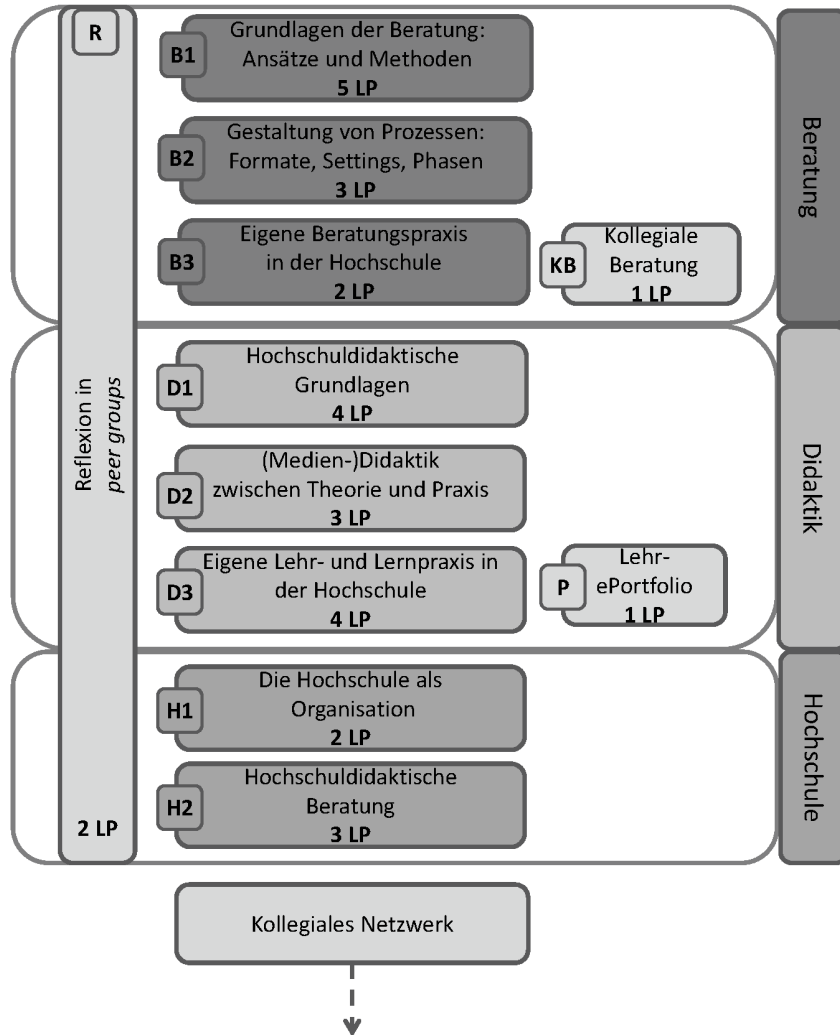 R
Reflexion in
peer groups
2 LP
B1
Grundlagen der Beratung:
Ansätze und Methoden
5 LP
B2
Gestaltung von Prozessen:
Formate, Settings, Phasen
3 LP
B3
Eigene Beratungspraxis
in der Hochschule
2 LP
KB
Kollegiale
Beratung
1 LP
Beratung
D1
Hochschuldidaktische
Grundlagen
4 LP
D2
(Medien-)Didaktik
zwischen Theorie und Praxis
3 LP
D3
Eigene Lehr- und Lernpraxis in
der Hochschule
4 LP
P
Lehr-
ePortfolio
1 LP
Didaktik
H1
Die Hochschule als
Organisation
2 LP
H2
Hochschuldidaktische
Beratung
3 LP
Hochschule
Kollegiales Netzwerk